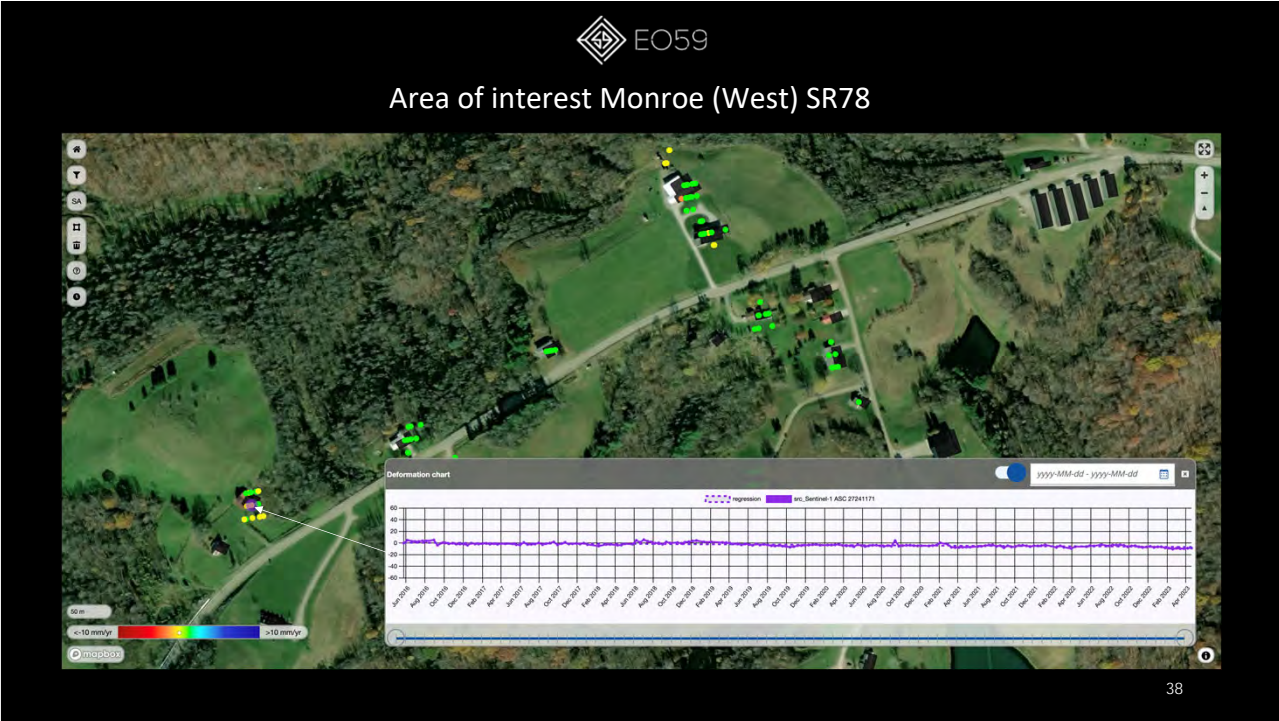 EO59
Area of interest Monroe (West) SR78
SA
Deformation chart
yyyy-MM-dd - yyyy-MM-dd
regression
src_Sentinel-1 ASC 27241171
60
40
20
0
-20
-40
-60
Jun 2016
Aug 2016
Oct 2016
Dec 2016
Feb 2017
Apr 2017
Jun 2017
Aug 2017
Oct 2017
Dec 2017
Feb 2018
Apr 2018
Jun 2018
Aug 2018
Oct 2018
Dec 2018
Feb 2019
Apr 2019
Jun 2019
Aug 2019
Oct 2019
Dec 2019
Feb 2020
Apr 2020
Jun 2020
Aug 2020
Oct 2020
Dec 2020
Feb 2021
Apr 2021
Jun 2021
Aug 2021
Oct 2021
Dec 2021
Feb 2022
Apr 2022
Jun 2022
Aug 2022
Oct 2022
Dec 2022
Feb 2023
Apr 2023
50 m
<-10 mm/yr
>10 mm/yr
mapbox
38